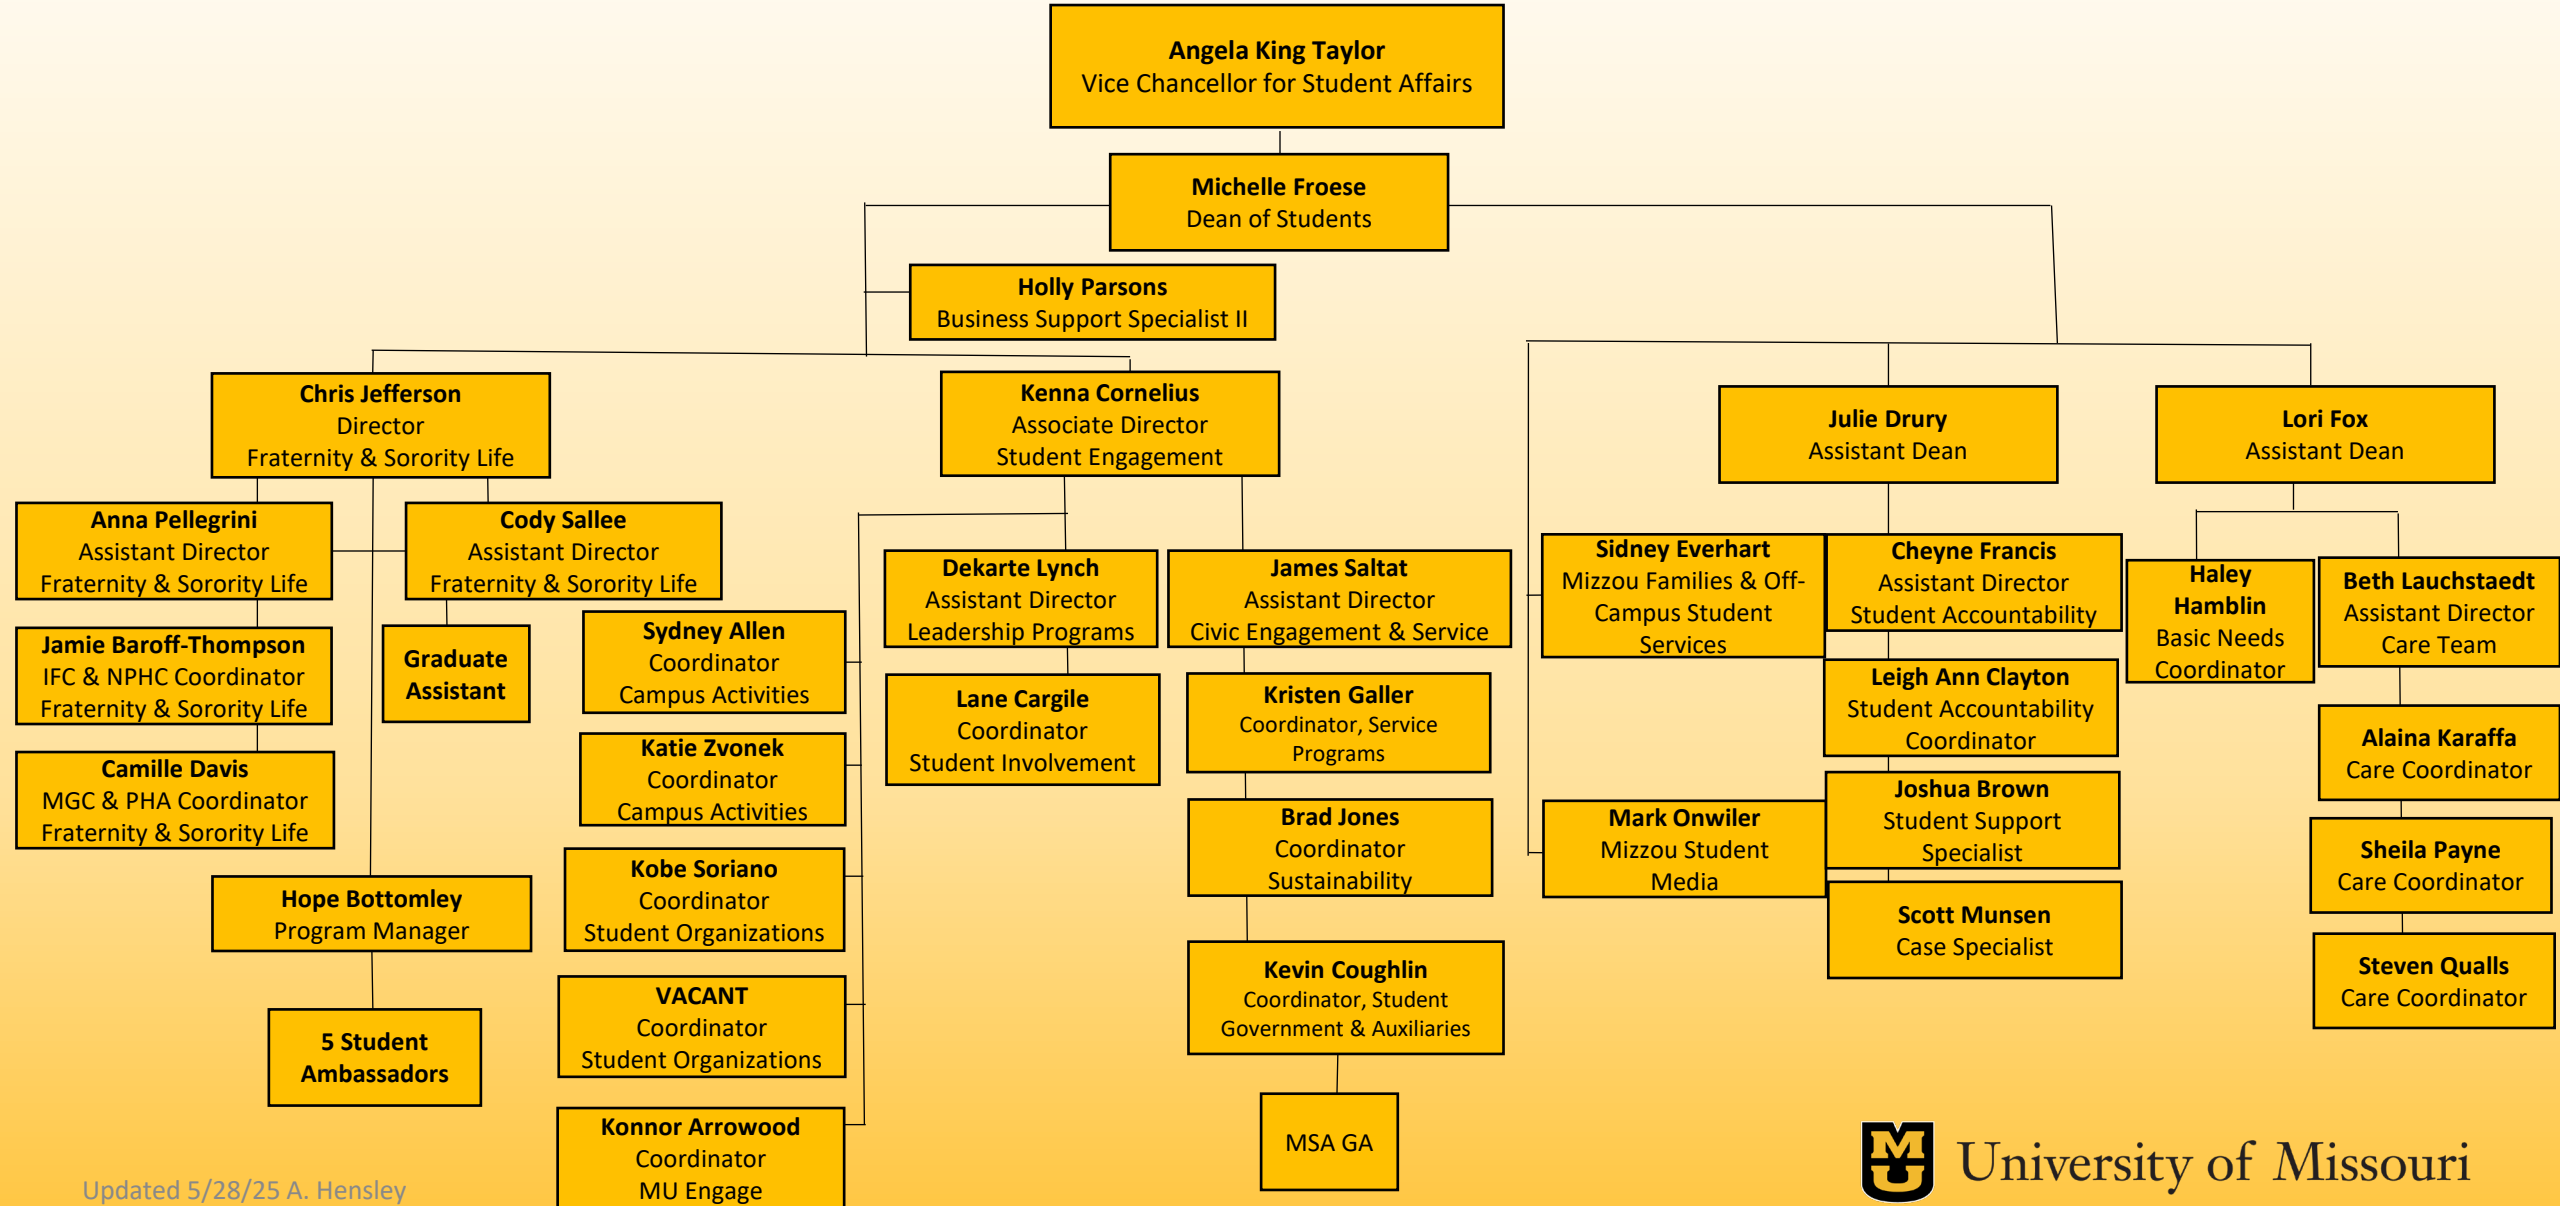 Angela King Taylor
Vice Chancellor for Student Affairs
Michelle Froese
Dean of Students
Holly Parsons
Business Support Specialist II
Chris Jefferson
Director
Fraternity & Sorority Life
Kenna Cornelius
Associate Director
Student Engagement
Julie Drury
Assistant Dean
Lori Fox
Assistant Dean
Anna Pellegrini
Assistant Director
Fraternity & Sorority Life
Cody Sallee
Assistant Director
Fraternity & Sorority Life
Jamie Baroff-Thompson
IFC & NPHC Coordinator
Fraternity & Sorority Life
Graduate
Assistant
Camille Davis
MGC & PHA Coordinator
Fraternity & Sorority Life
Hope Bottomley
Program Manager
5 Student
Ambassadors
Sydney Allen
Coordinator
Campus Activities
Katie Zvonek
Coordinator
Campus Activities
Kobe Soriano
Coordinator
Student Organizations
VACANT
Coordinator
Student Organizations
Konnor Arrowood
Coordinator
MU Engage
Dekarte Lynch
Assistant Director
Leadership Programs
Lane Cargile
Coordinator
Student Involvement
James Saltat
Assistant Director
Civic Engagement & Service
Kristen Galler
Coordinator, Service
Programs
Brad Jones
Coordinator
Sustainability
Kevin Coughlin
Coordinator, Student
Government & Auxiliaries
MSA GA
Sidney Everhart
Mizzou Families & Off-
Campus Student
Services
Mark Onwiler
Mizzou Student
Media
Cheyne Francis
Assistant Director
Student Accountability
Leigh Ann Clayton
Student Accountability
Coordinator
Joshua Brown
Student Support
Specialist
Scott Munsen
Case Specialist
Haley
Hamblin
Basic Needs
Coordinator
Beth Lauchstaedt
Assistant Director
Care Team
Alaina Karaffa
Care Coordinator
Sheila Payne
Care Coordinator
Steven Qualls
Care Coordinator
Updated 5/28/25 A. Hensley
MU
University of Missouri